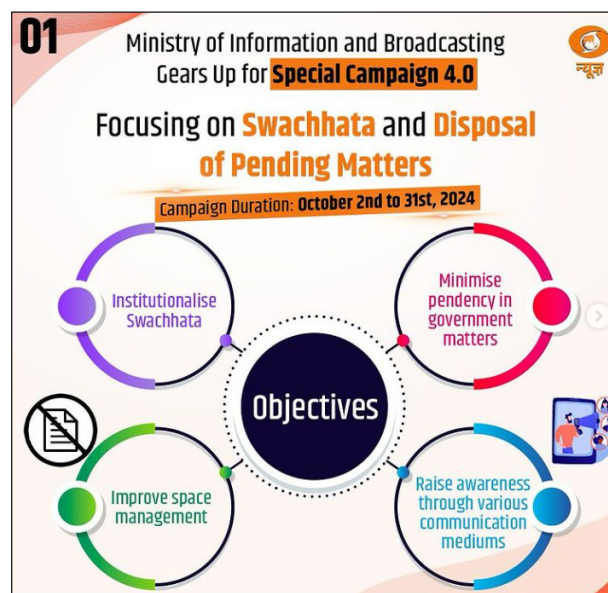 01
Ministry of Information and Broadcasting
Gears Up for Special Campaign 4.0
न्यूज़
Focusing on Swachhata and Disposal
of Pending Matters
Campaign Duration: October 2nd to 31st, 2024
Institutionalise
Swachhata
Minimise
pendency in
government
matters
Objectives
Improve space
management
Raise awareness
through various
communication
mediums